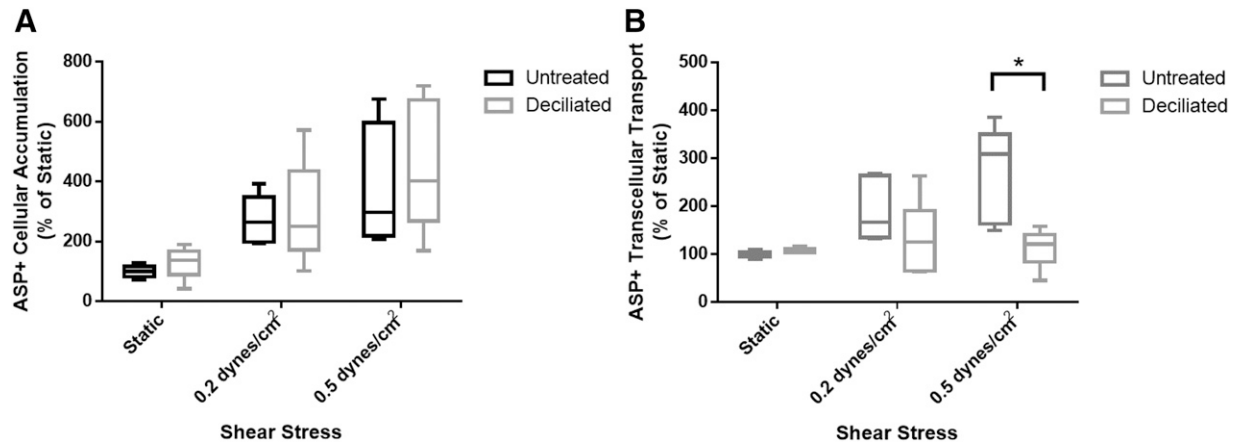 A
ASP+ Cellular Accumulation
(% of Static)
800
600
400
200
0
Static
0.2 dynes/cm²
0.5 dynes/cm²
Shear Stress
Untreated
Deciliated
B
ASP+ Transcellular Transport
(% of Static)
500
400
300
200
100
0
*
Static
0.2 dynes/cm²
0.5 dynes/cm²
Shear Stress
Untreated
Deciliated